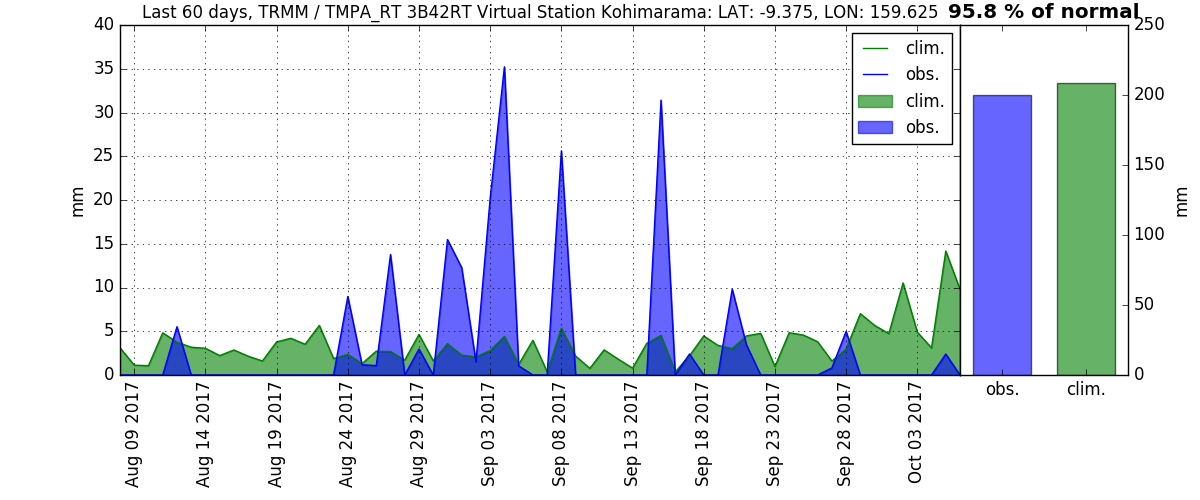 Last 60 days, TRMM / TMPA_RT 3B42RT Virtual Station Kohimarama: LAT: -9.375, LON: 159.625
95.8 % of normal
40
35
30
25
20
15
10
5
0
mm
clim.
obs.
clim.
obs.
250
200
150
100
50
0
mm
Aug 09 2017
Aug 14 2017
Aug 19 2017
Aug 24 2017
Aug 29 2017
Sep 03 2017
Sep 08 2017
Sep 13 2017
Sep 18 2017
Sep 23 2017
Sep 28 2017
Oct 03 2017
obs.
clim.